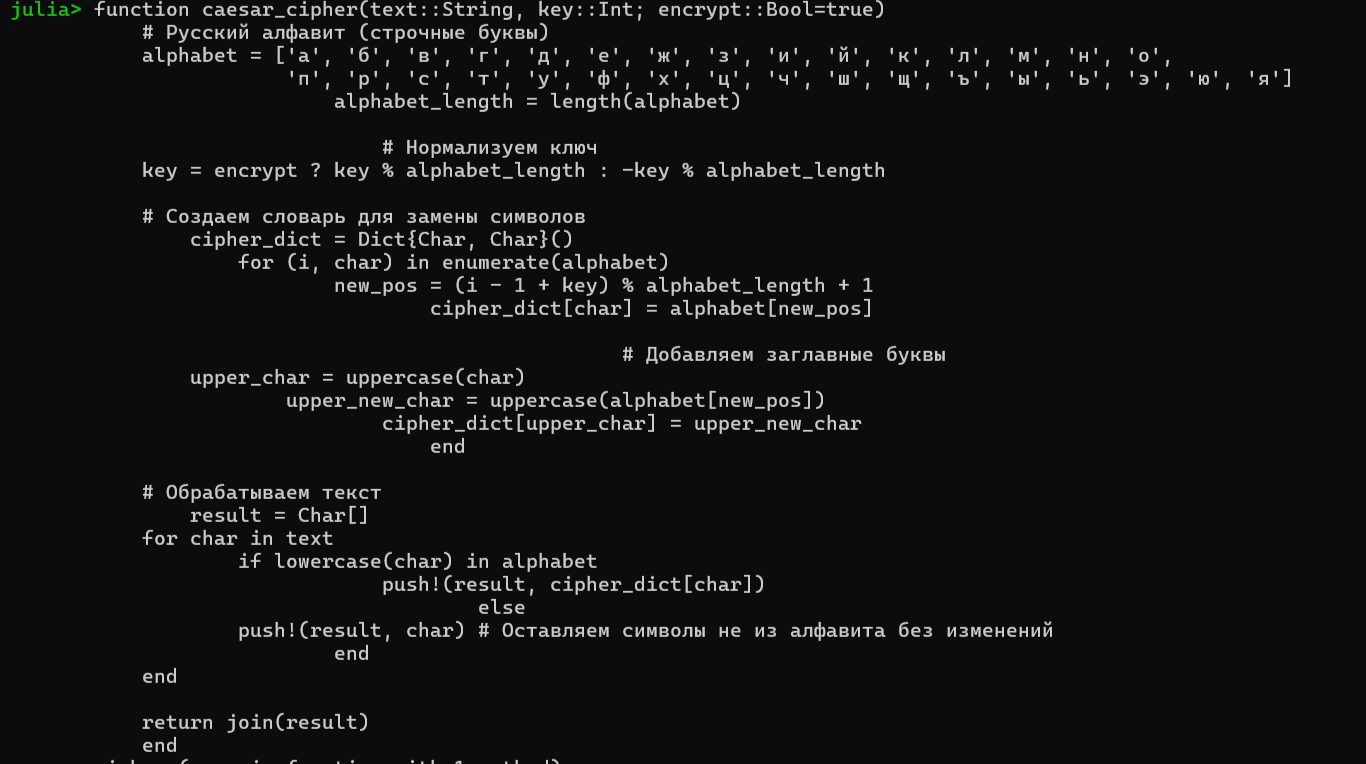 julia> function caesar_cipher(text::String, key::Int; encrypt::Bool=true)
# Русский алфавит (строчные буквы)
alphabet = ['а', 'б', 'в', 'г', 'д', 'е', 'ж', 'з', 'и', 'й', 'к', 'л', 'м', 'н', 'о',
'п', 'р', 'с', 'т', 'у', 'ф', 'х', 'ц', 'ч', 'ш', 'щ', 'ъ', 'ы', 'ь', 'э', 'ю', 'я']
alphabet_length = length(alphabet)
# Нормализуем ключ
key = encrypt ? key % alphabet_length : -key % alphabet_length
# Создаем словарь для замены символов
cipher_dict = Dict{Char, Char}()
for (i, char) in enumerate(alphabet)
new_pos = (i - 1 + key) % alphabet_length + 1
cipher_dict[char] = alphabet[new_pos]
# Добавляем заглавные буквы
upper_char = uppercase(char)
upper_new_char = uppercase(alphabet[new_pos])
cipher_dict[upper_char] = upper_new_char
end
# Обрабатываем текст
result = Char[]
for char in text
if lowercase(char) in alphabet
push!(result, cipher_dict[char])
else
push!(result, char) # Оставляем символы не из алфавита без изменений
end
end
return join(result)
end